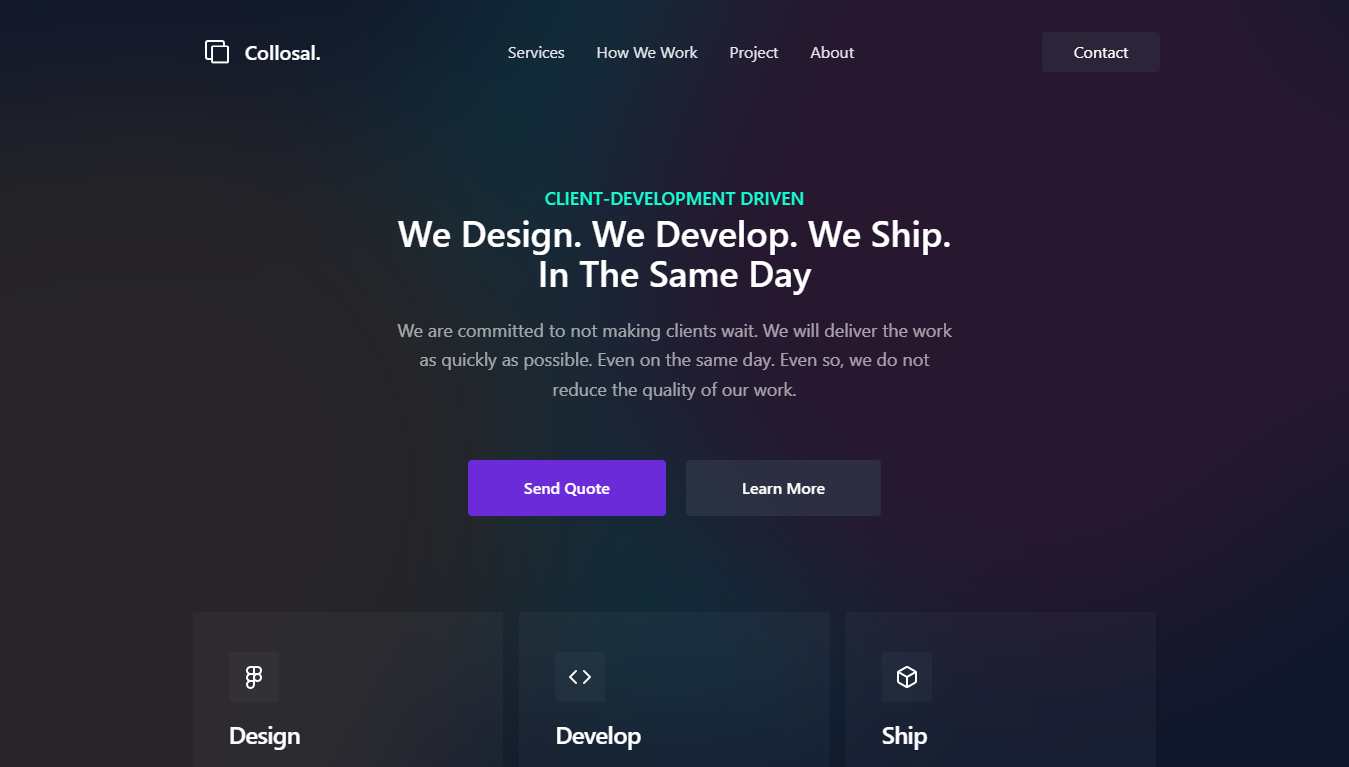 Collosal.
Services
How We Work
Project
About
Contact
CLIENT-DEVELOPMENT DRIVEN
We Design. We Develop. We Ship.
In The Same Day
We are committed to not making clients wait. We will deliver the work
as quickly as possible. Even on the same day. Even so, we do not
reduce the quality of our work.
Send Quote
Learn More
Design
Develop
Ship